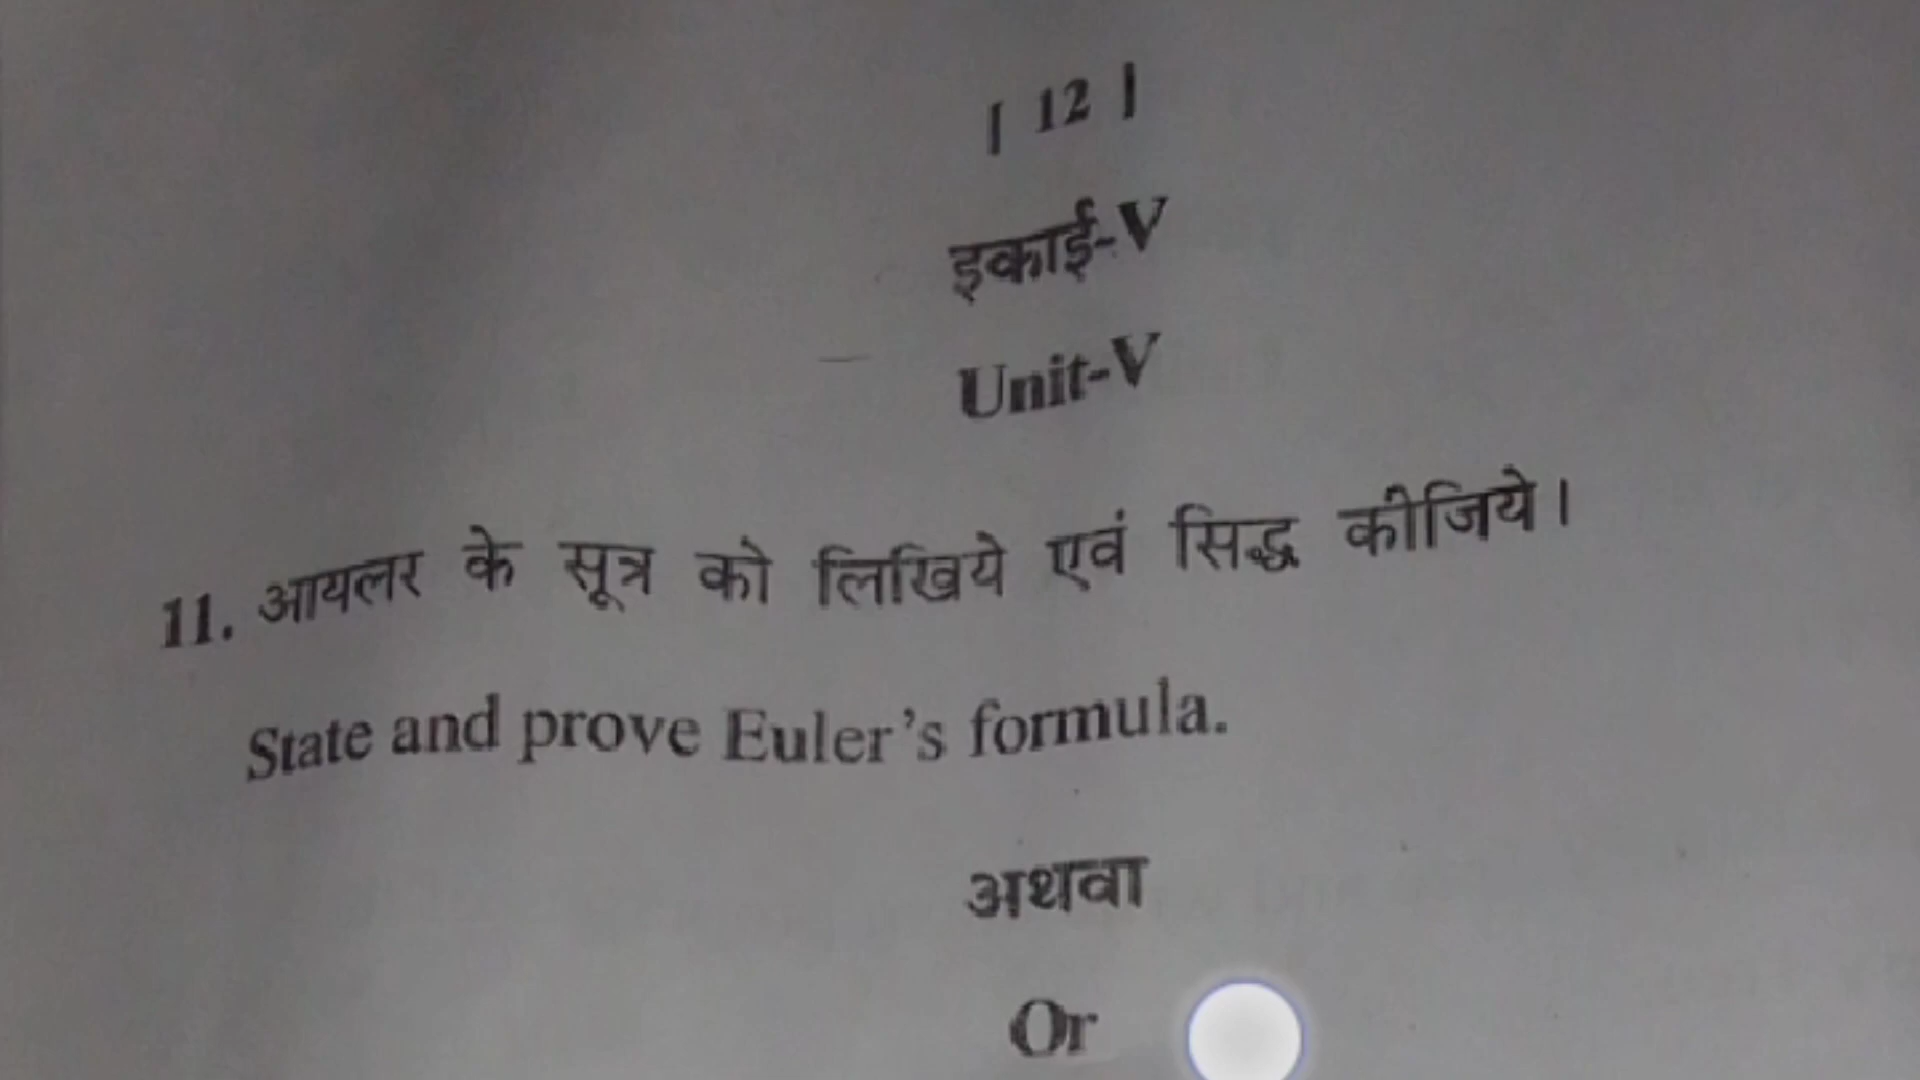 [ 12 ]
इकाई-V
Unit-V
11. आयलर के सूत्र को लिखिये एवं सिद्ध कीजिये।
State and prove Euler's formula.
अथवा
Or